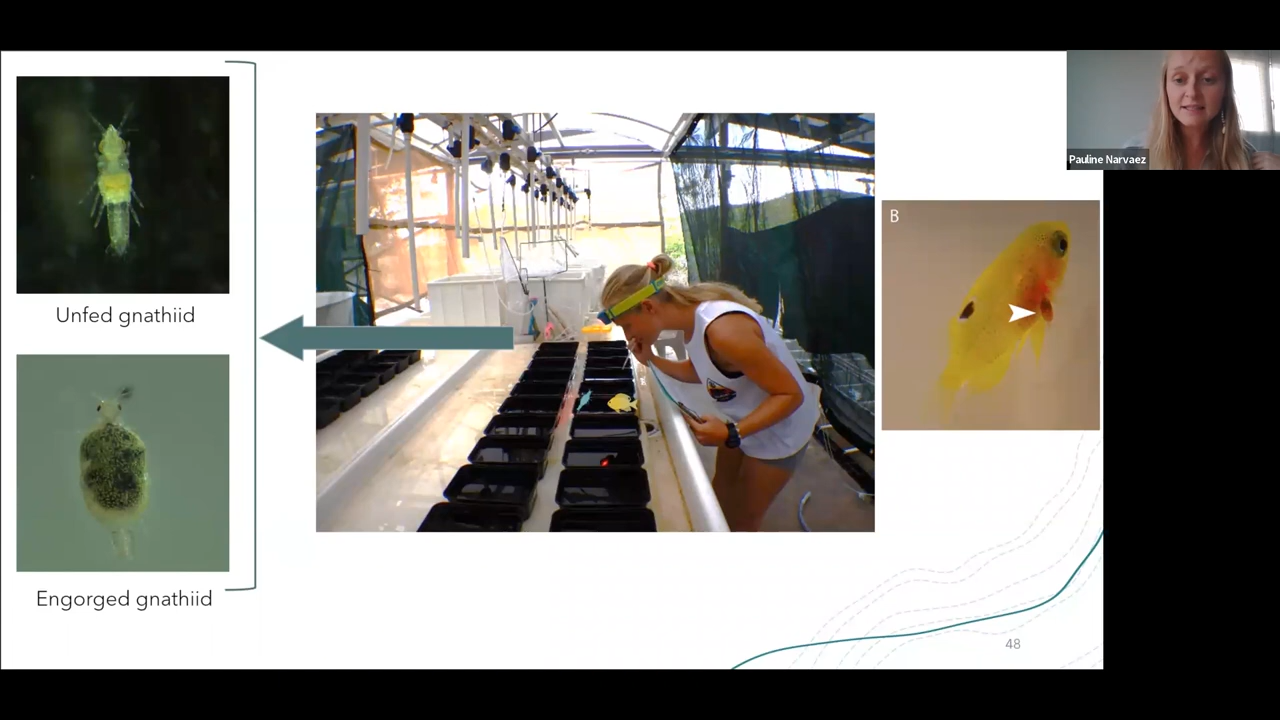 Unfed gnathiid
Engorged gnathiid
B
Pauline Narvaez
48